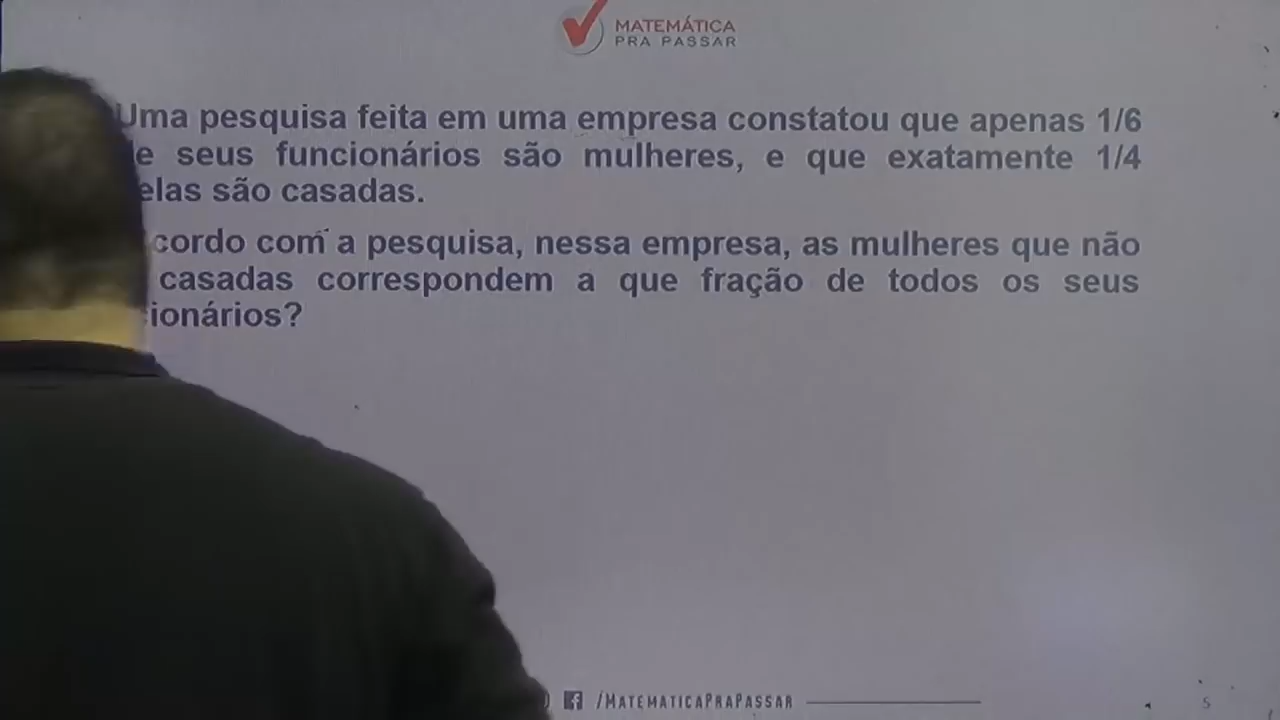 MATEMÁTICA
PRA PASSAR
Uma pesquisa feita em uma empresa constatou que apenas 1/6
e seus funcionários são mulheres, e que exatamente 1/4
elas são casadas.
cordo com a pesquisa, nessa empresa, as mulheres que não
casadas correspondem a que fração de todos os seus
ionários?
/MATEMATICAPRAPASSAR
5